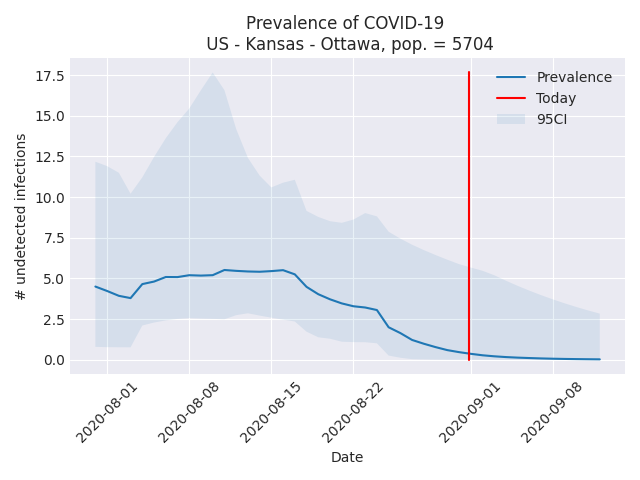 Prevalence of COVID-19
US - Kansas - Ottawa, pop. = 5704
17.5
15.0
12.5
10.0
7.5
5.0
2.5
0.0
# undetected infections
Prevalence
Today
95CI
2020-08-01
2020-08-08
2020-08-15
2020-08-22
2020-09-01
2020-09-08
Date